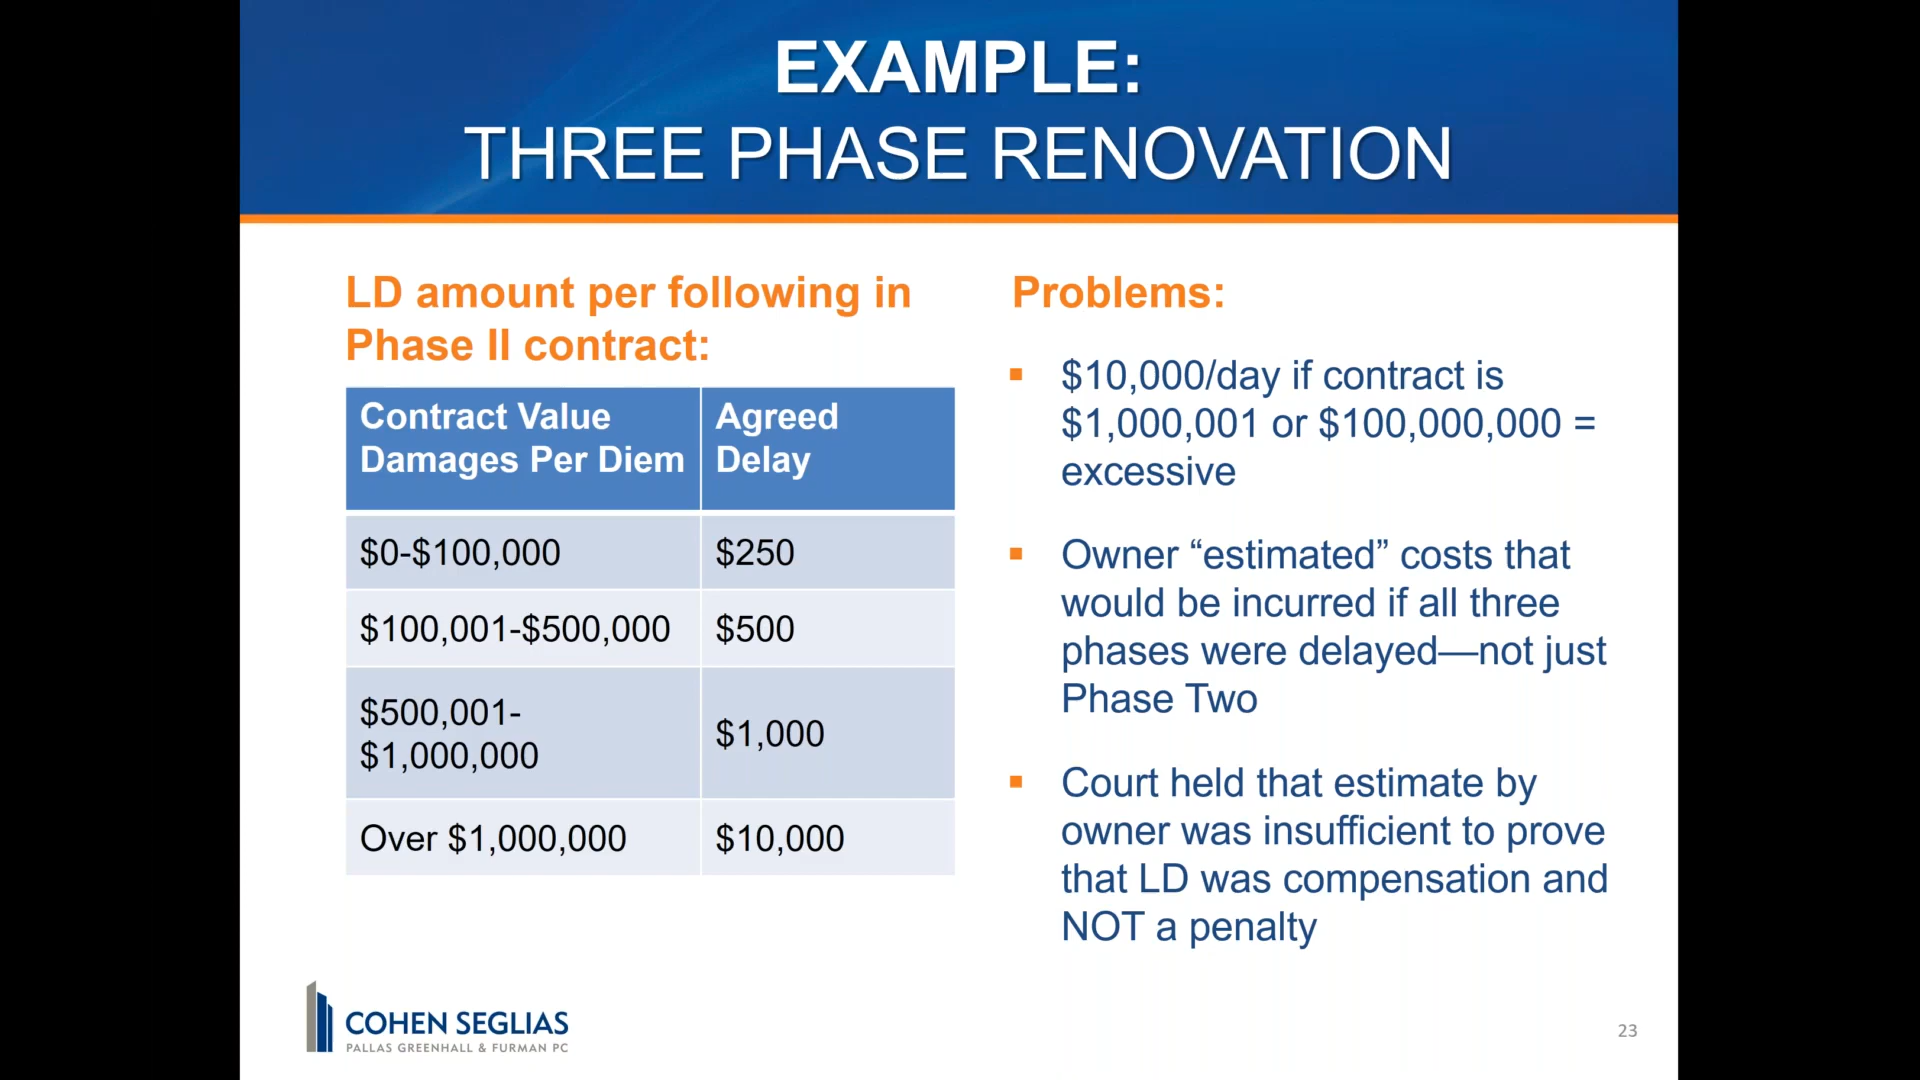 EXAMPLE:
THREE PHASE RENOVATION
LD amount per following in
Phase II contract:
Contract Value
Damages Per Diem
Agreed
Delay
$0-$100,000
$250
$100,001-$500,000
$500
$500,001-
$1,000,000
$1,000
Over $1,000,000
$10,000
Problems:
$10,000/day if contract is
$1,000,001 or $100,000,000 =
excessive
Owner “estimated” costs that
would be incurred if all three
phases were delayed—not just
Phase Two
Court held that estimate by
owner was insufficient to prove
that LD was compensation and
NOT a penalty
COHEN SEGLIAS
PALLAS GREENHALL & FURMAN PC
23